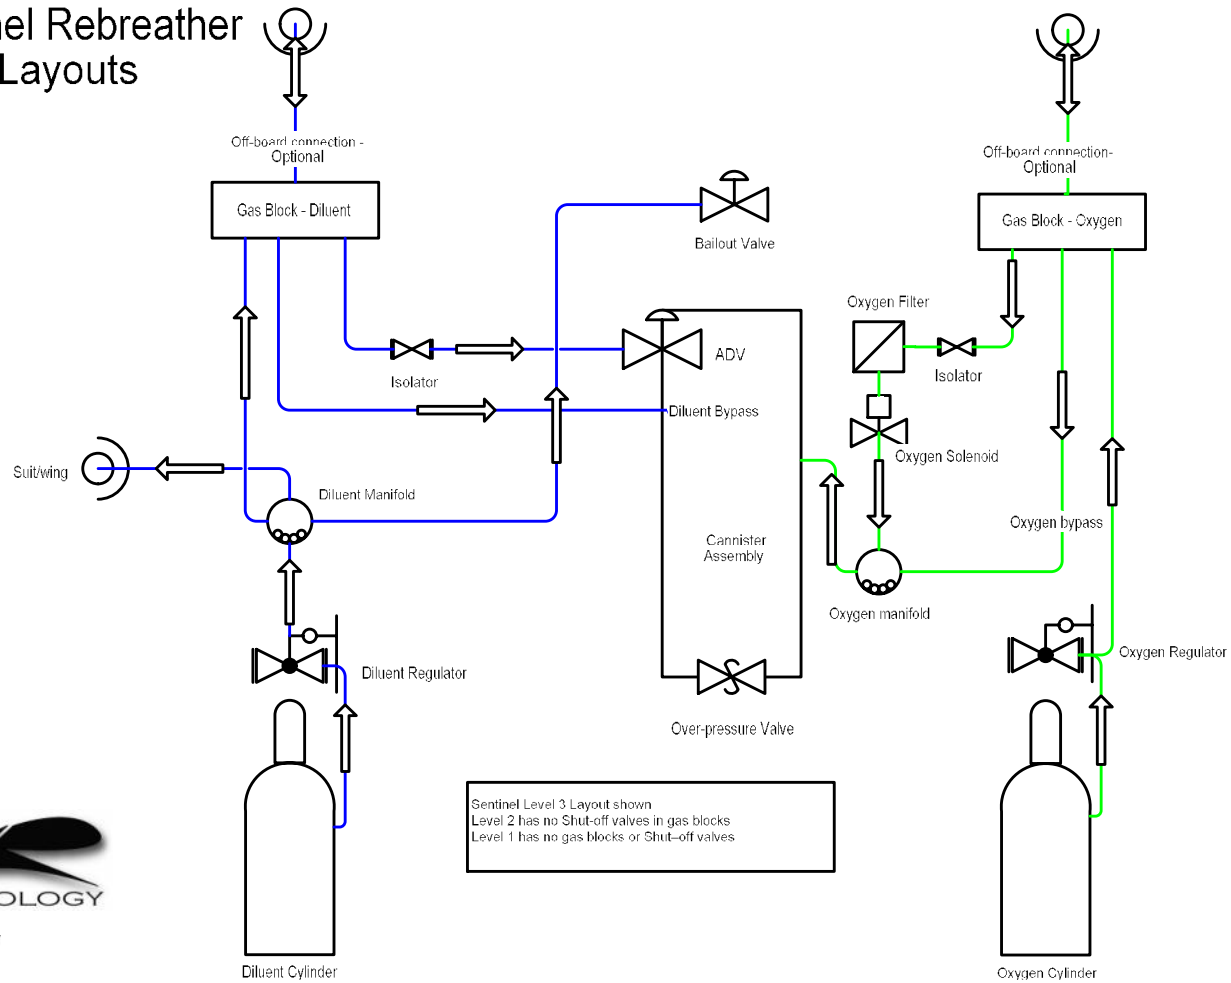 nel Rebreather
Layouts
Off-board connection -
Optional
Off-board connection-
Optional
Gas Block - Diluent
Gas Block - Oxygen
Bailout Valve
Oxygen Filter
ADV
Isolator
Isolator
Diluent Bypass
Oxygen Solenoid
Suit/wing
Diluent Manifold
Oxygen bypass
Cannister
Assembly
Oxygen manifold
Diluent Regulator
Oxygen Regulator
Over-pressure Valve
Sentinel Level 3 Layout shown
Level 2 has no Shut-off valves in gas blocks
Level 1 has no gas blocks or Shut–off valves
OLOGY
Diluent Cylinder
Oxygen Cylinder